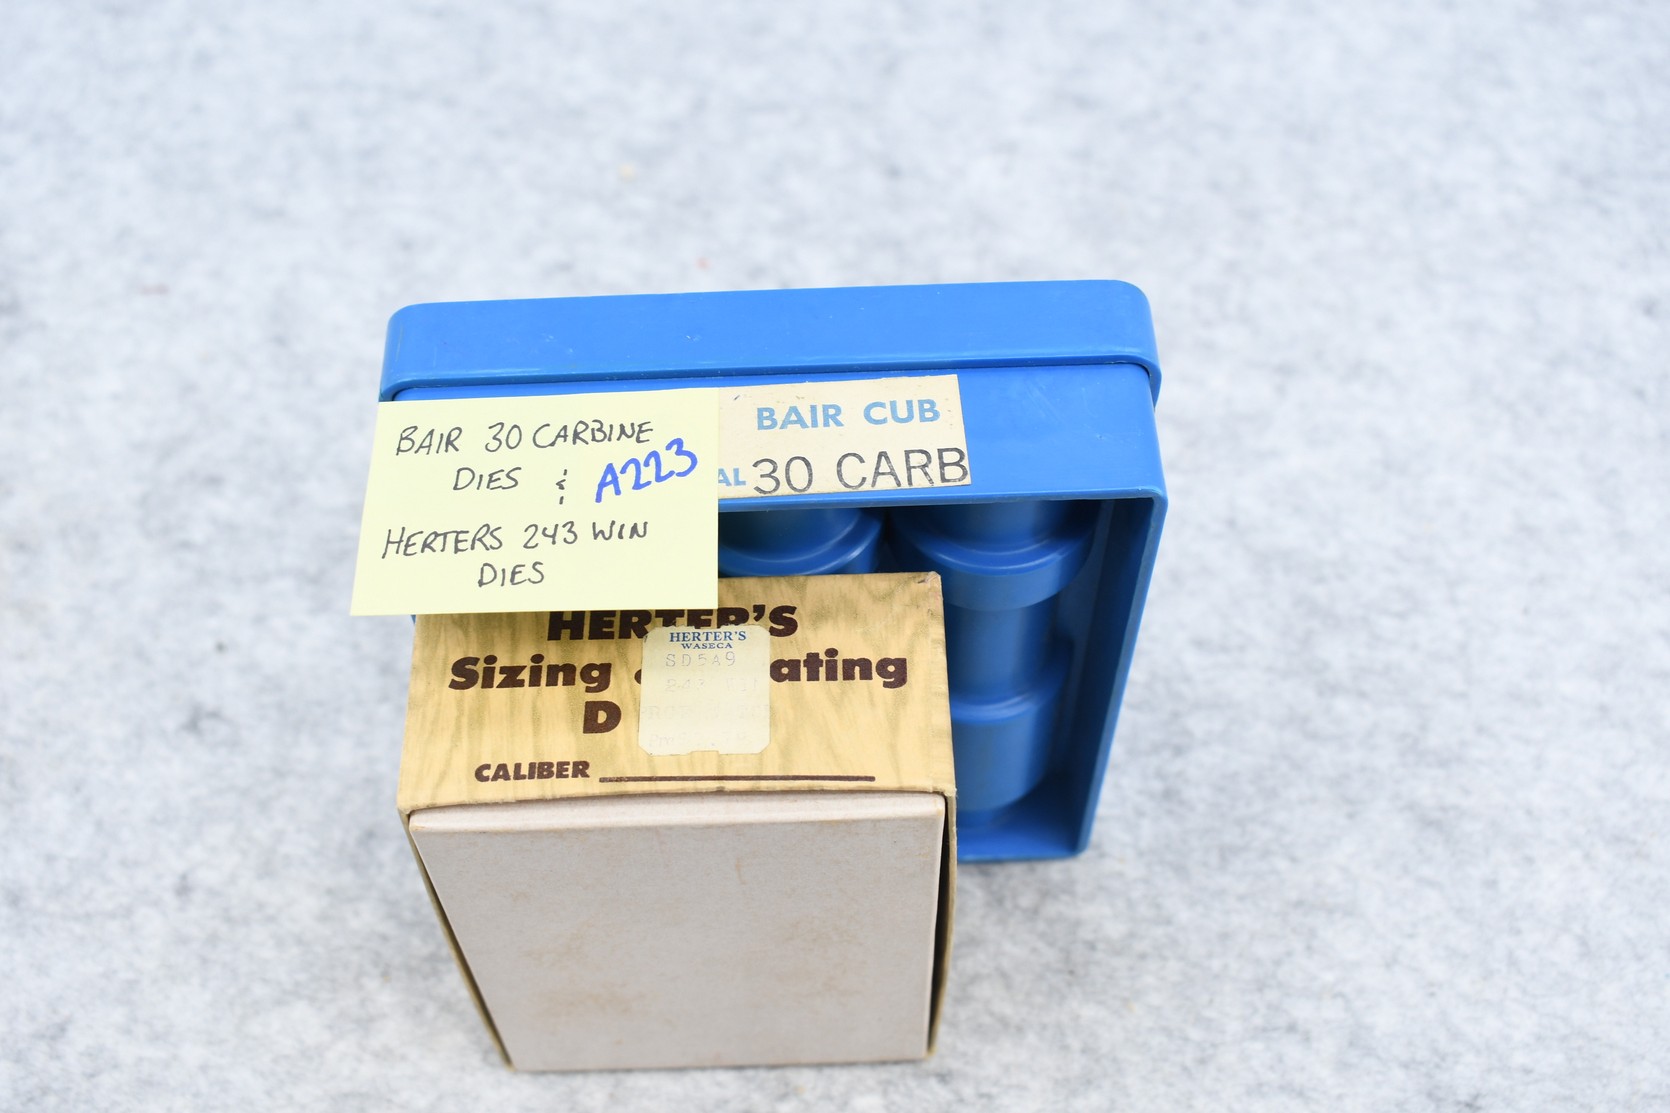 BAIR 30 CARBINE
DIES & A223
HERTERS 243 WIN
DIES
BAIR CUB
AL 30 CARB
HERTER'S
Sizing ating
D
HERTER'S
WASECA
SD5A9
CALIBER